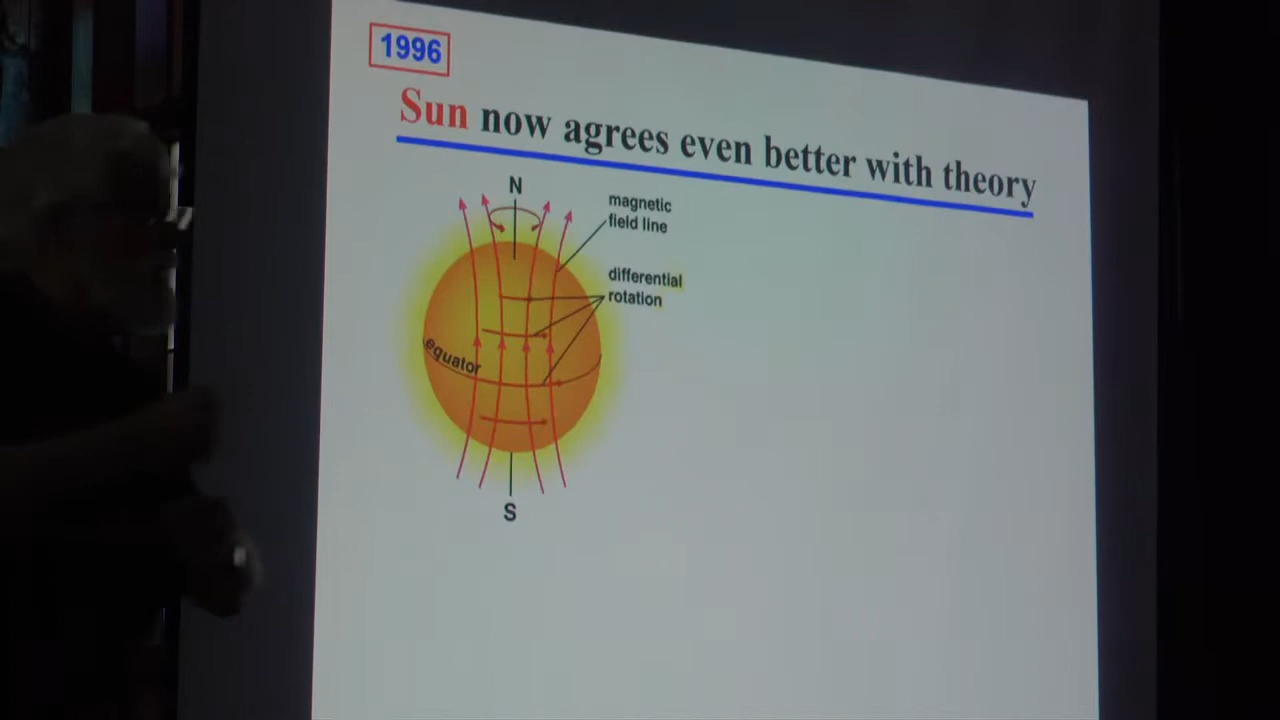 1996
Sun now agrees even better with theory
N
magnetic
field line
differential
rotation
equator
S